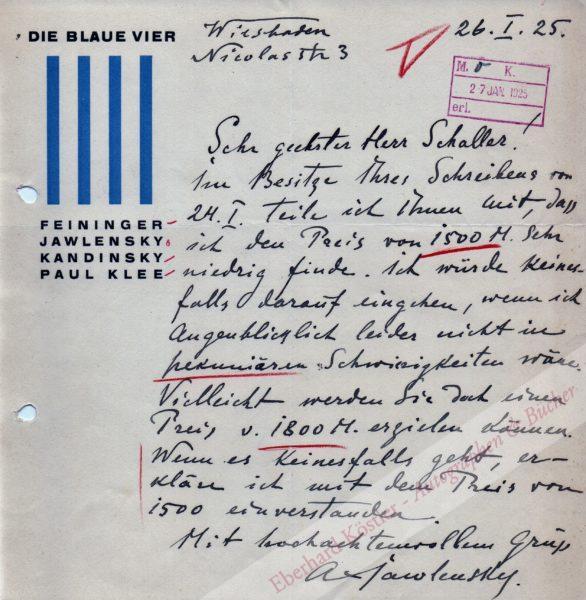 DIE BLAUE VIER
FEININGER
JAWLENSKY
KANDINSKY
PAUL KLEE
Wiesbaden
Nicolasstr 3
26. I. 25.
M. K.
27 JAN. 1925
erl.
Sehr geehrter Herr Schaller!
Im Besitze Ihres Schreibens von
24. I. teile ich Ihnen mit, dass
ich den Preis von 1500 M. sehr
niedrig finde. Ich würde keines-
falls darauf eingehen, wenn ich
Augenblicklich leider nicht in
pekuniären Schwirigkeiten wäre.
Vielleicht werden Sie doch einen
Preis v. 1800 M. erzielen können.
Wenn es keinesfalls geht, er-
kläre ich mit dem Preis von
1500 einverstanden.
Mit hochachtenvollem Gruss
A. Jawlensky.
Eberhard Köstler - Autographen & Bücher